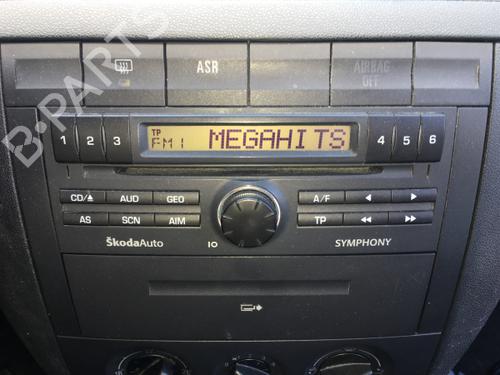 B-PARTS
ASR
AIRBAG
OFF
1 2 3
TP
FM1 MEGAHITS
4 5 6
CD/▲ AUD GEO
A/F ◀ ▶
AS SCN AIM
TP ◀◀ ▶▶
ŠkodaAuto
IO
SYMPHONY